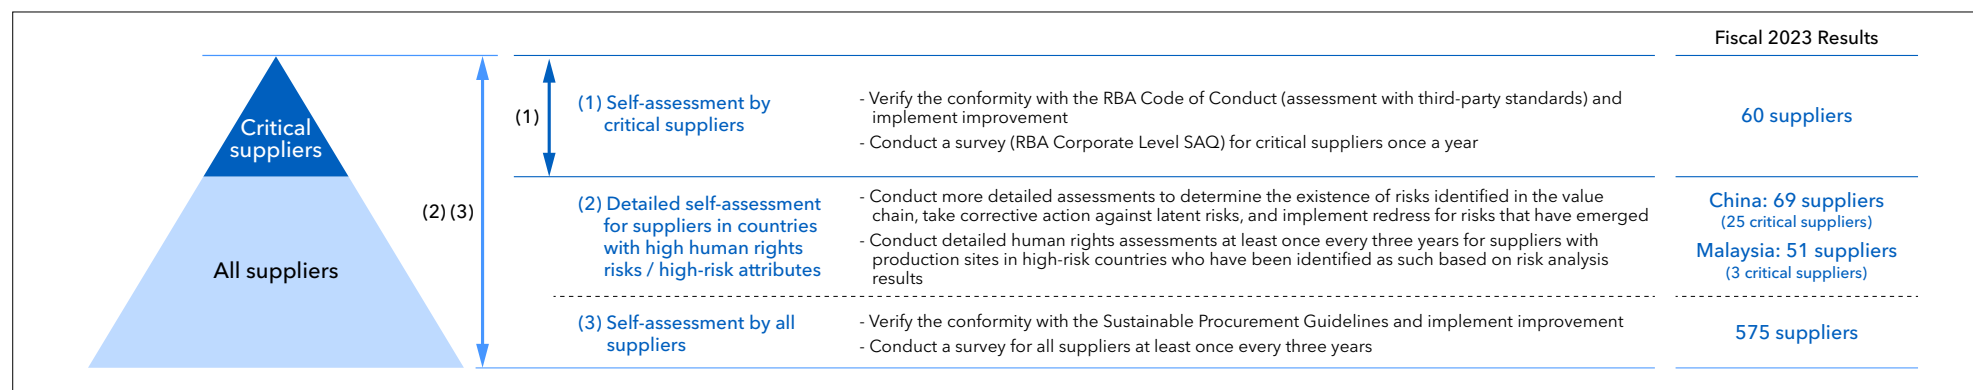 Fiscal 2023 Results
Critical
suppliers
All suppliers
(1)
(2) (3)
(1) Self-assessment by
critical suppliers
- Verify the conformity with the RBA Code of Conduct (assessment with third-party standards) and
implement improvement
- Conduct a survey (RBA Corporate Level SAQ) for critical suppliers once a year
60 suppliers
(2) Detailed self-assessment
for suppliers in countries
with high human rights
risks / high-risk attributes
- Conduct more detailed assessments to determine the existence of risks identified in the value
chain, take corrective action against latent risks, and implement redress for risks that have emerged
- Conduct detailed human rights assessments at least once every three years for suppliers with
production sites in high-risk countries who have been identified as such based on risk analysis
results
China: 69 suppliers
(25 critical suppliers)
Malaysia: 51 suppliers
(3 critical suppliers)
(3) Self-assessment by all
suppliers
- Verify the conformity with the Sustainable Procurement Guidelines and implement improvement
- Conduct a survey for all suppliers at least once every three years
575 suppliers